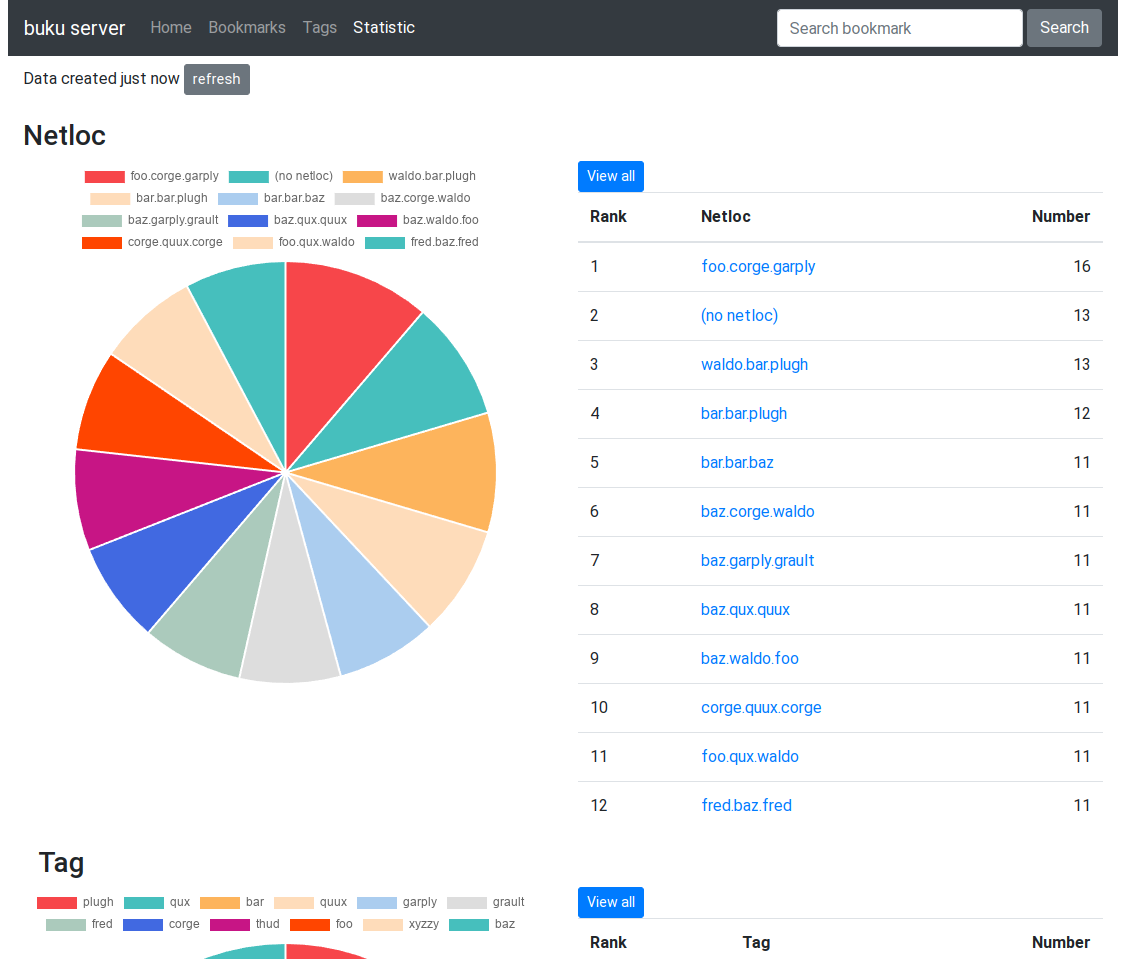 buku server Home Bookmarks Tags Statistic Search bookmark Search
Data created just now refresh
Netloc
foo.corge.garply (no netloc) waldo.bar.plugh
bar.bar.plugh bar.bar.baz baz.corge.waldo
baz.garply.grault baz.qux.quux baz.waldo.foo
corge.quux.corge foo.qux.waldo fred.baz.fred
View all
Rank Netloc Number
1 foo.corge.garply 16
2 (no netloc) 13
3 waldo.bar.plugh 13
4 bar.bar.plugh 12
5 bar.bar.baz 11
6 baz.corge.waldo 11
7 baz.garply.grault 11
8 baz.qux.quux 11
9 baz.waldo.foo 11
10 corge.quux.corge 11
11 foo.qux.waldo 11
12 fred.baz.fred 11
Tag
plugh qux bar quux garply grault
fred corge thud foo xyzzy baz
View all
Rank Tag Number